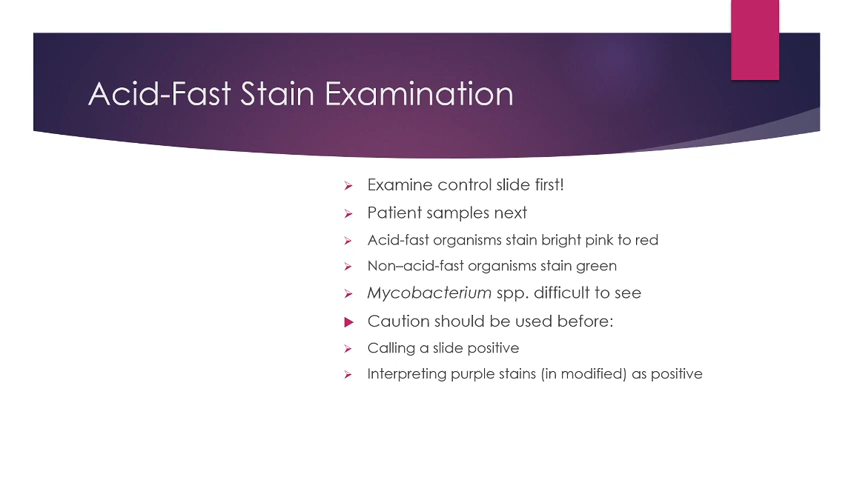 Acid-Fast Stain Examination
Examine control slide first!
Patient samples next
Acid-fast organisms stain bright pink to red
Non–acid-fast organisms stain green
Mycobacterium spp. difficult to see
Caution should be used before:
Calling a slide positive
Interpreting purple stains (in modified) as positive